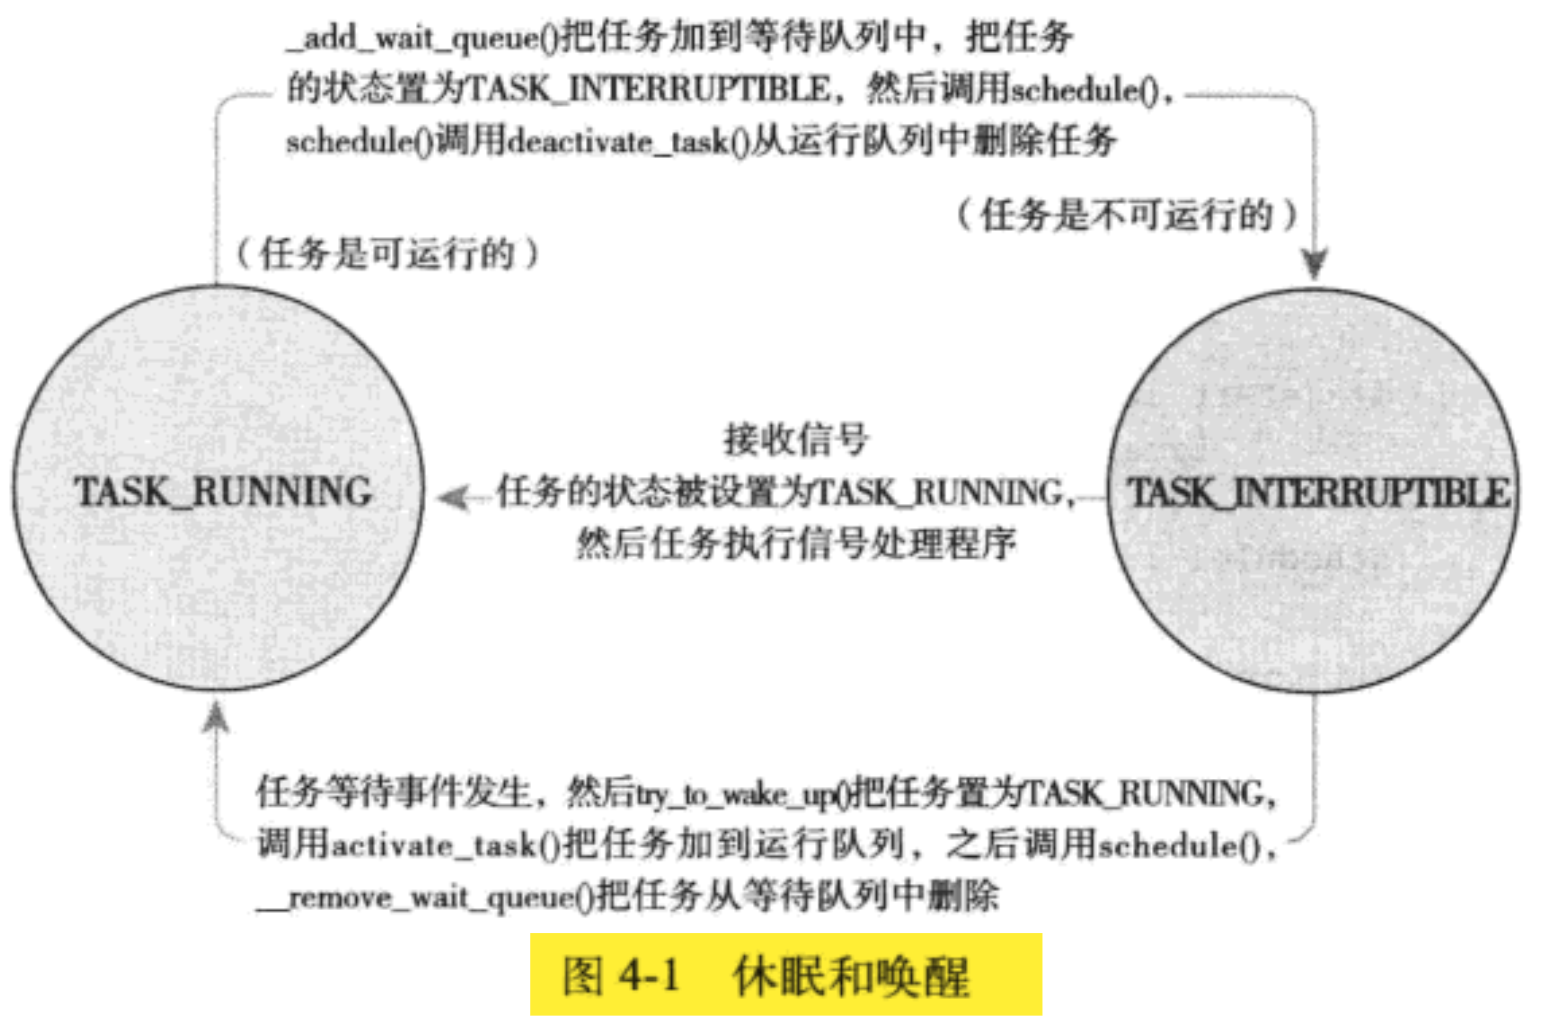 _add_wait_queue()把任务加到等待队列中，把任务
的状态置为TASK_INTERRUPTIBLE，然后调用schedule()，
schedule()调用deactivate_task()从运行队列中删除任务
（任务是不可运行的）
（任务是可运行的）
接收信号
TASK_RUNNING
任务的状态被设置为TASK_RUNNING，
TASK_INTERRUPTIBLE
然后任务执行信号处理程序
任务等待事件发生，然后try_to_wake_up()把任务置为TASK_RUNNING，
调用activate_task()把任务加到运行队列，之后调用schedule()，
__remove_wait_queue()把任务从等待队列中删除
图 4-1 休眠和唤醒